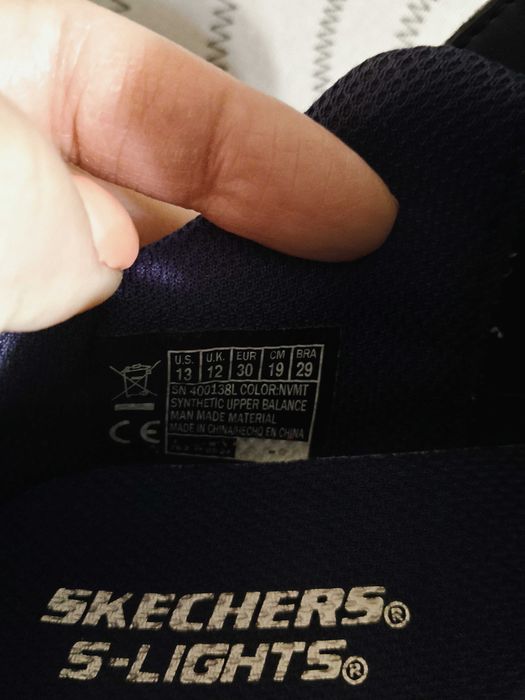 U.S. U.K. EUR CM BRA
13 12 30 19 29
SN 400138L COLOR:NVMT
SYNTHETIC UPPER BALANCE
MAN MADE MATERIAL
MADE IN CHINA/HECHO EN CHINA
CE
SKECHERS®
S-LIGHTS®